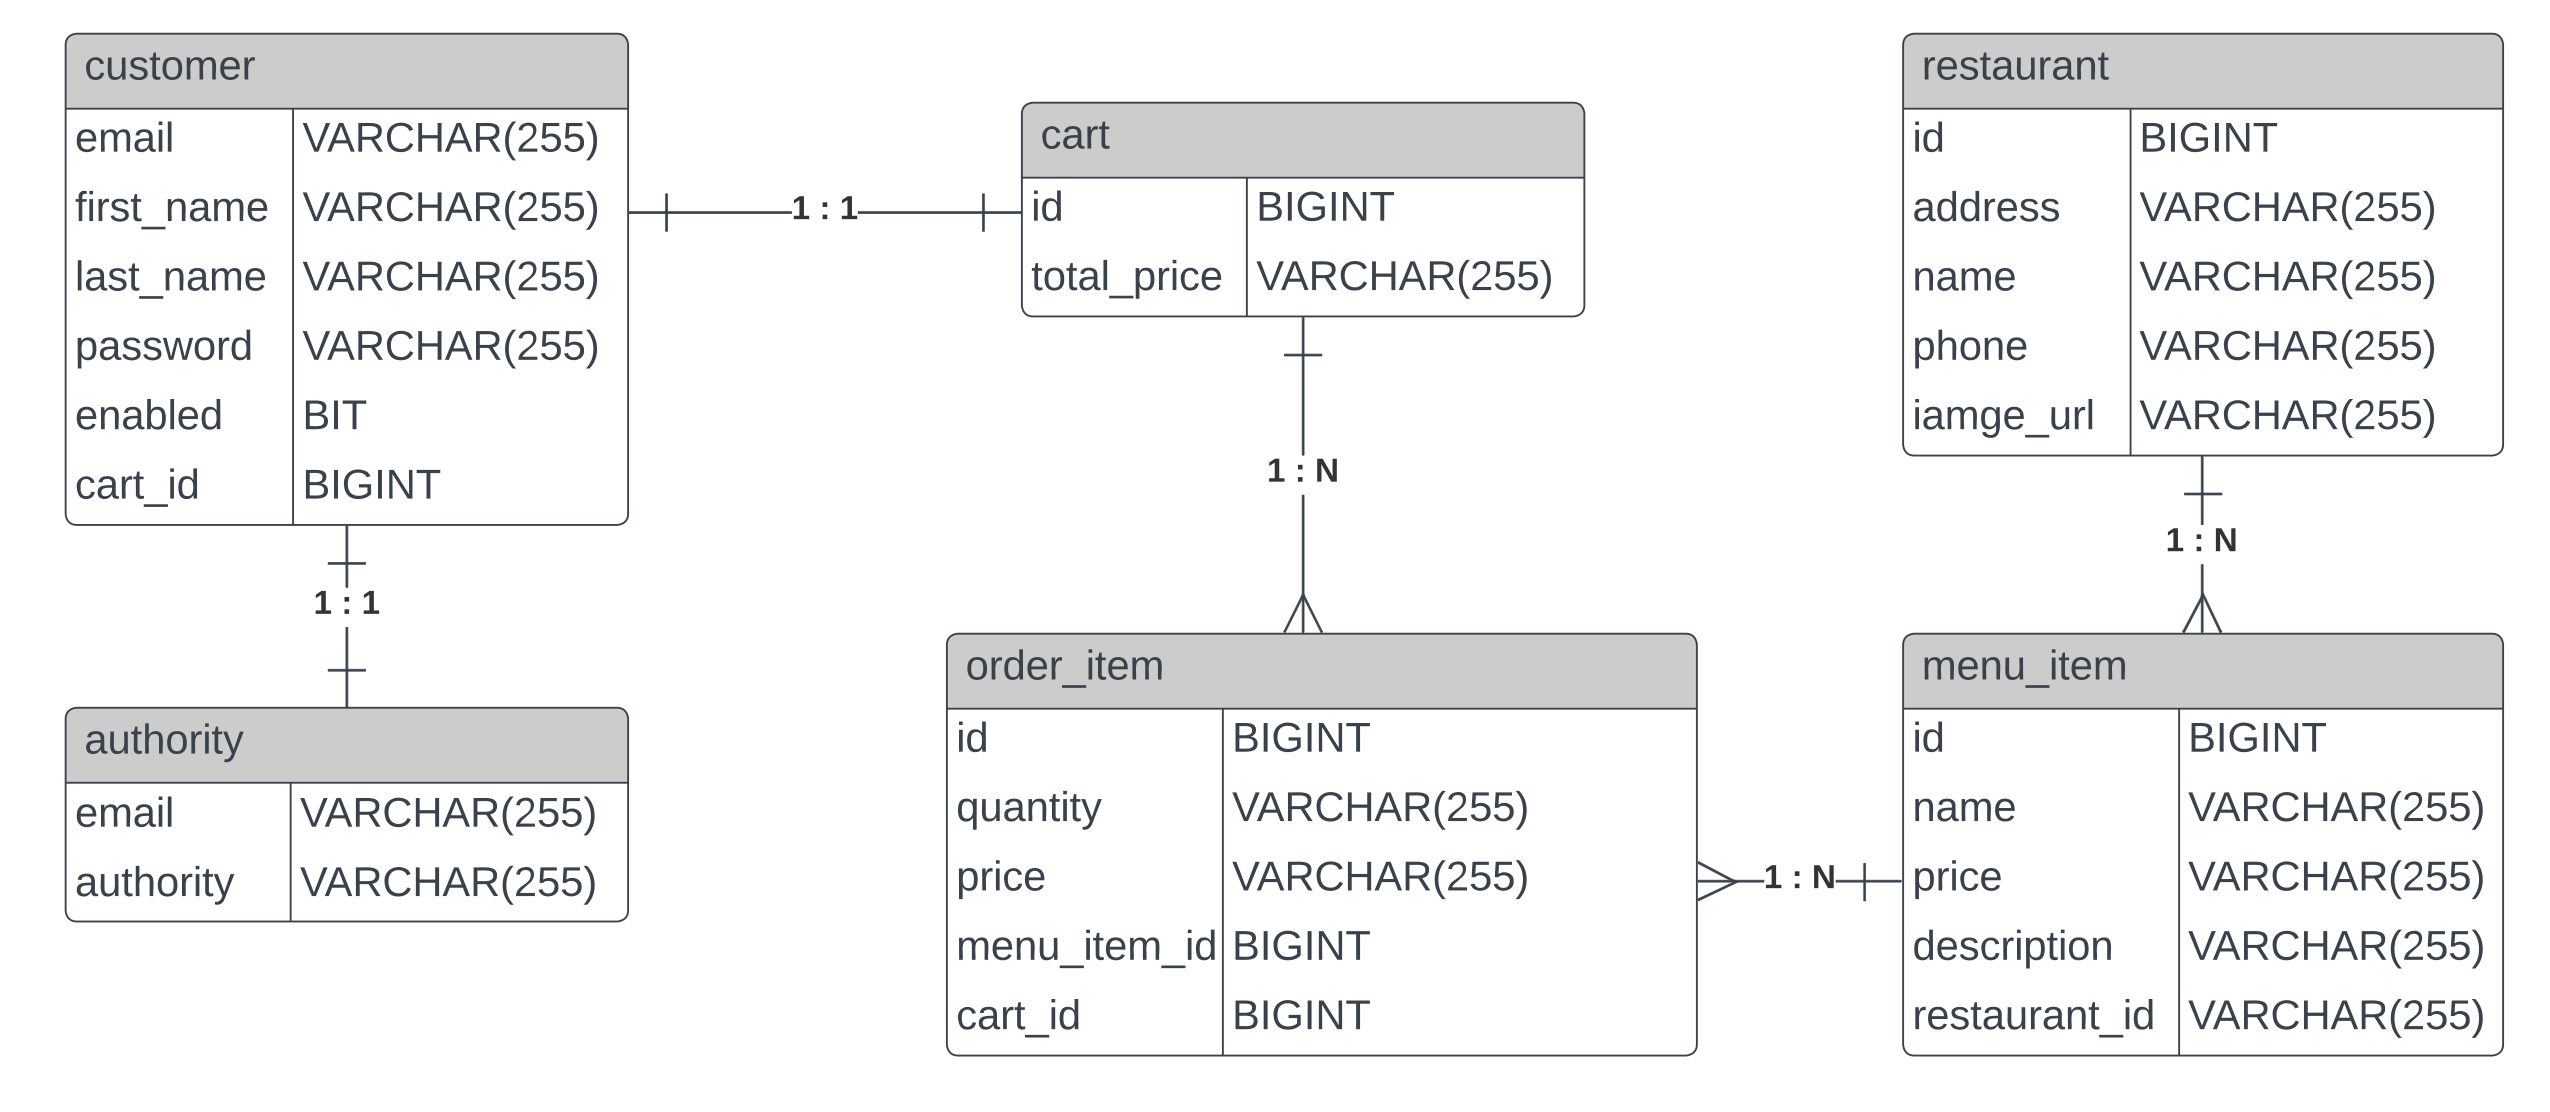 customer
email VARCHAR(255)
first_name VARCHAR(255)
last_name VARCHAR(255)
password VARCHAR(255)
enabled BIT
cart_id BIGINT
1 : 1
cart
id BIGINT
total_price VARCHAR(255)
restaurant
id BIGINT
address VARCHAR(255)
name VARCHAR(255)
phone VARCHAR(255)
iamge_url VARCHAR(255)
1 : 1
1 : N
1 : N
authority
email VARCHAR(255)
authority VARCHAR(255)
order_item
id BIGINT
quantity VARCHAR(255)
price VARCHAR(255)
menu_item_id BIGINT
cart_id BIGINT
1 : N
menu_item
id BIGINT
name VARCHAR(255)
price VARCHAR(255)
description VARCHAR(255)
restaurant_id VARCHAR(255)